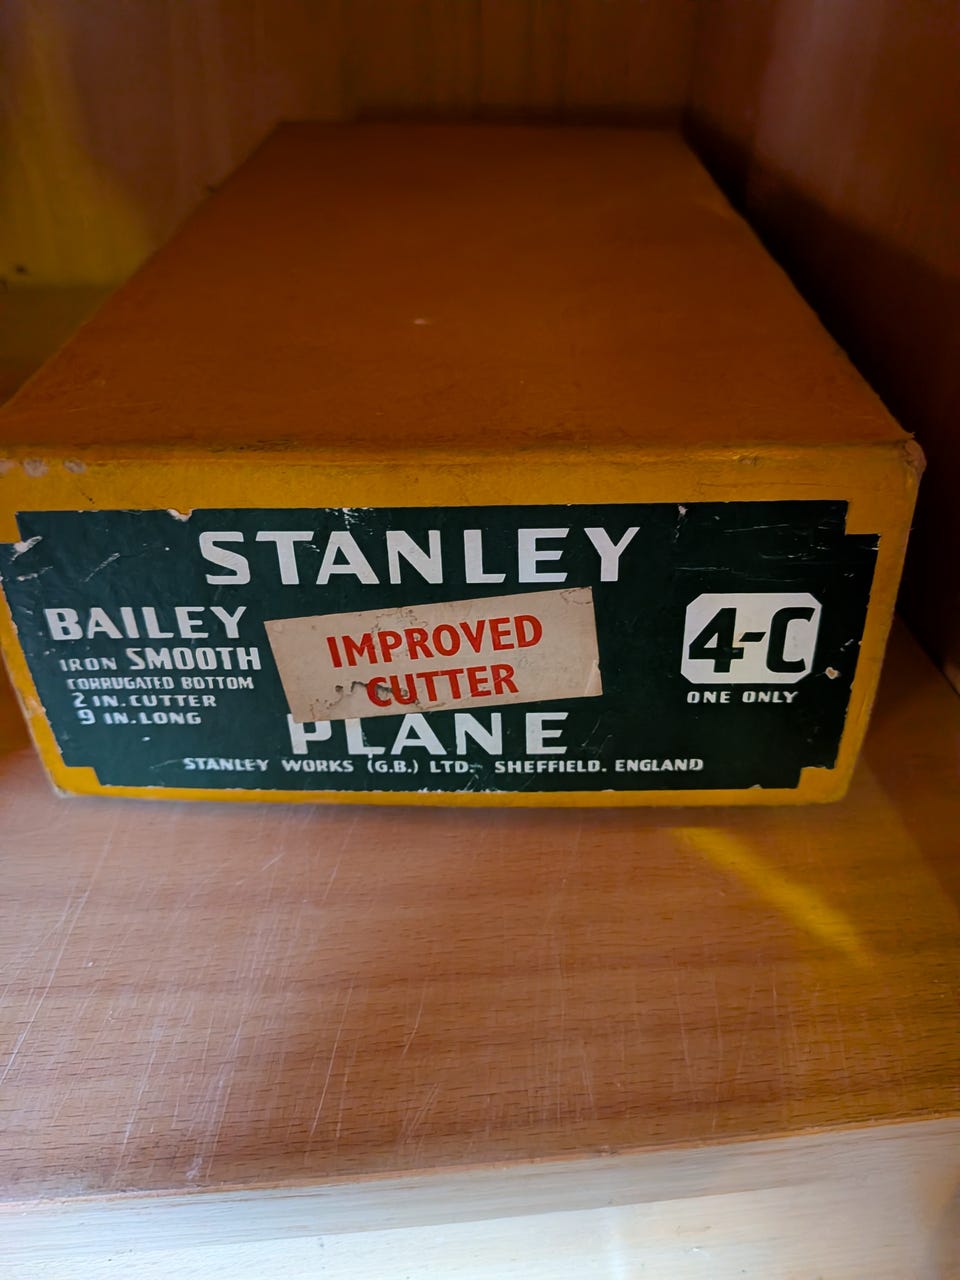 STANLEY
BAILEY
IRON SMOOTH
CORRUGATED BOTTOM
2 IN. CUTTER
9 IN. LONG
IMPROVED
CUTTER
PLANE
4-C
ONE ONLY
STANLEY WORKS (G.B.) LTD. SHEFFIELD. ENGLAND